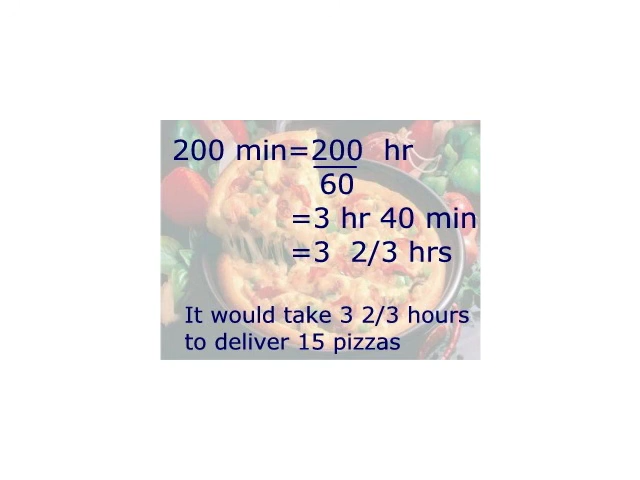 200 min=200 hr
60
=3 hr 40 min
=3 2/3 hrs
It would take 3 2/3 hours
to deliver 15 pizzas